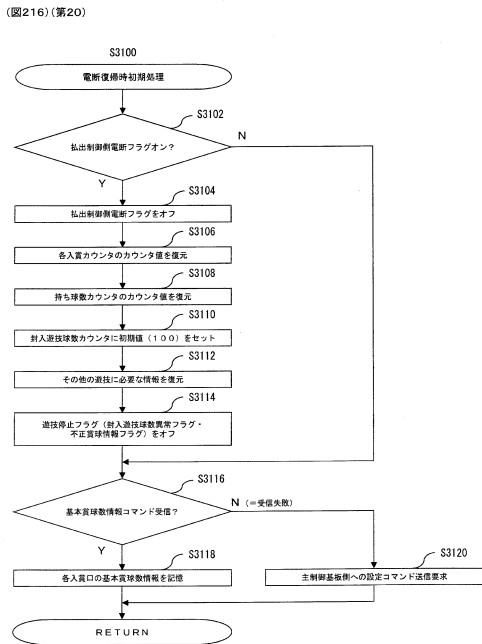 (図216)(第20)
S3100
電断復帰時初期処理
S3102
払出制御側電断フラグオン？
N
Y
S3104
払出制御側電断フラグをオフ
S3106
各入賞カウンタのカウンタ値を復元
S3108
持ち球数カウンタのカウンタ値を復元
S3110
封入遊技球数カウンタに初期値（１００）をセット
S3112
その他の遊技に必要な情報を復元
S3114
遊技停止フラグ（封入遊技球数異常フラグ・
不正賞球情報フラグ）をオフ
S3116
基本賞球数情報コマンド受信？
N（＝受信失敗）
Y
S3118
各入賞口の基本賞球数情報を記憶
S3120
主制御基板側への設定コマンド送信要求
ＲＥＴＵＲＮ